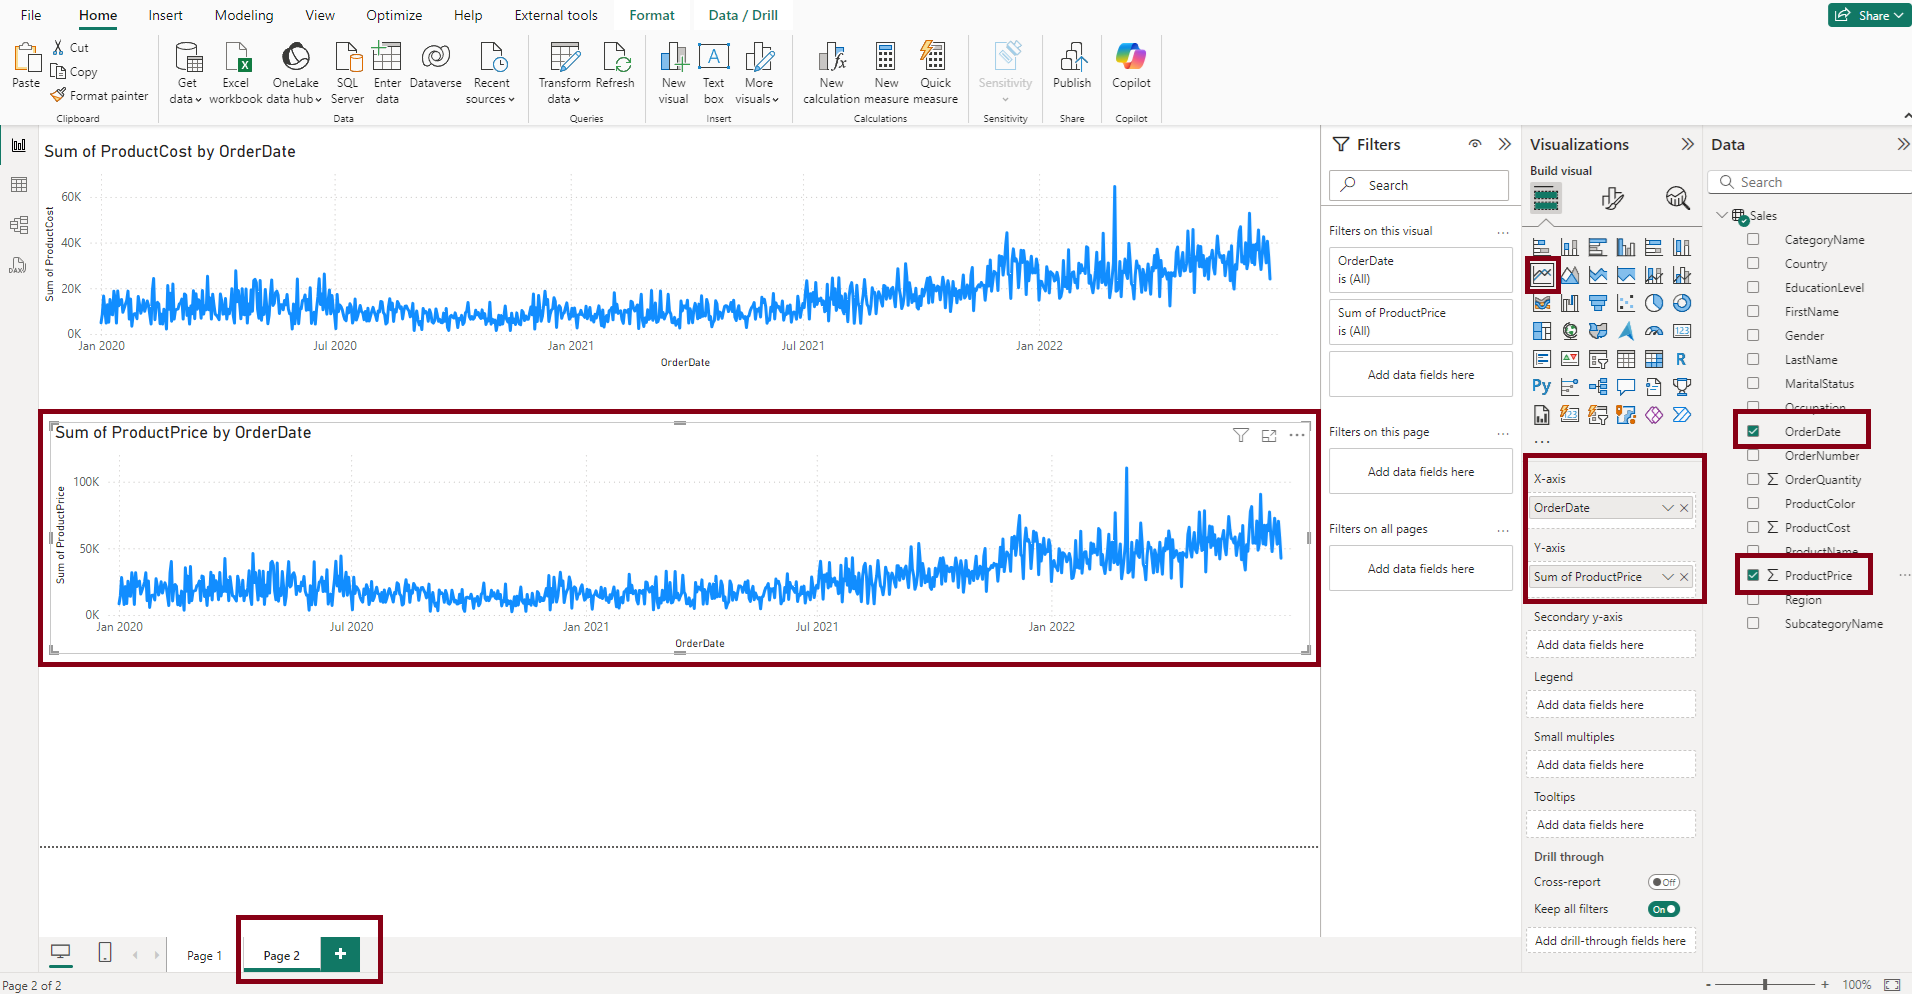 File Home Insert Modeling View Optimize Help External tools Format Data / Drill Share
Paste
Cut
Copy
Format painter
Clipboard
Get data
Excel workbook
OneLake data hub
SQL Server
Enter data
Dataverse
Recent sources
Data
Transform data
Refresh
Queries
New visual
Text box
More visuals
Insert
New calculation
New measure
Quick measure
Calculations
Sensitivity
Sensitivity
Publish
Share
Copilot
Copilot
Sum of ProductCost by OrderDate
Sum of ProductCost
60K
40K
20K
0K
Jan 2020 Jul 2020 Jan 2021 Jul 2021 Jan 2022
OrderDate
Sum of ProductPrice by OrderDate
Sum of ProductPrice
100K
50K
0K
Jan 2020 Jul 2020 Jan 2021 Jul 2021 Jan 2022
OrderDate
Filters
Search
Filters on this visual
OrderDate
is (All)
Sum of ProductPrice
is (All)
Add data fields here
Filters on this page
Add data fields here
Filters on all pages
Add data fields here
Visualizations
Build visual
123
R
Py
X-axis
OrderDate
Y-axis
Sum of ProductPrice
Secondary y-axis
Add data fields here
Legend
Add data fields here
Small multiples
Add data fields here
Tooltips
Add data fields here
Drill through
Cross-report Off
Keep all filters On
Add drill-through fields here
Data
Search
Sales
CategoryName
Country
EducationLevel
FirstName
Gender
LastName
MaritalStatus
Occupation
OrderDate
OrderNumber
OrderQuantity
ProductColor
ProductCost
ProductName
ProductPrice
Region
SubcategoryName
Page 1
Page 2
Page 2 of 2
- + 100%